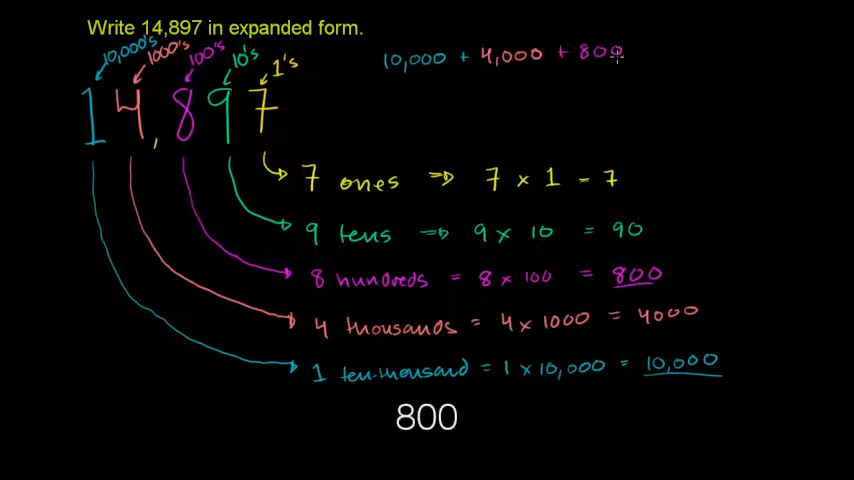 Write 14,897 in expanded form.
10,000's 1000's 100's 10's 1's
10,000 + 4,000 + 800
14,897
7 ones ⇒ 7 x 1 - 7
9 tens ⇒ 9 x 10 = 90
8 hundreds = 8 x 100 = 800
4 thousands = 4 x 1000 = 4000
1 ten-thousand = 1 x 10,000 = 10,000
800